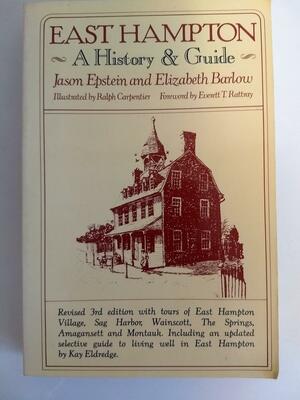 EAST HAMPTON
A History & Guide
Jason Epstein and Elizabeth Barlow
Illustrated by Ralph Carpentier Foreword by Everett T. Rattray
Revised 3rd edition with tours of East Hampton
Village, Sag Harbor, Wainscott, The Springs,
Amagansett and Montauk. Including an updated
selective guide to living well in East Hampton
by Kay Eldredge.